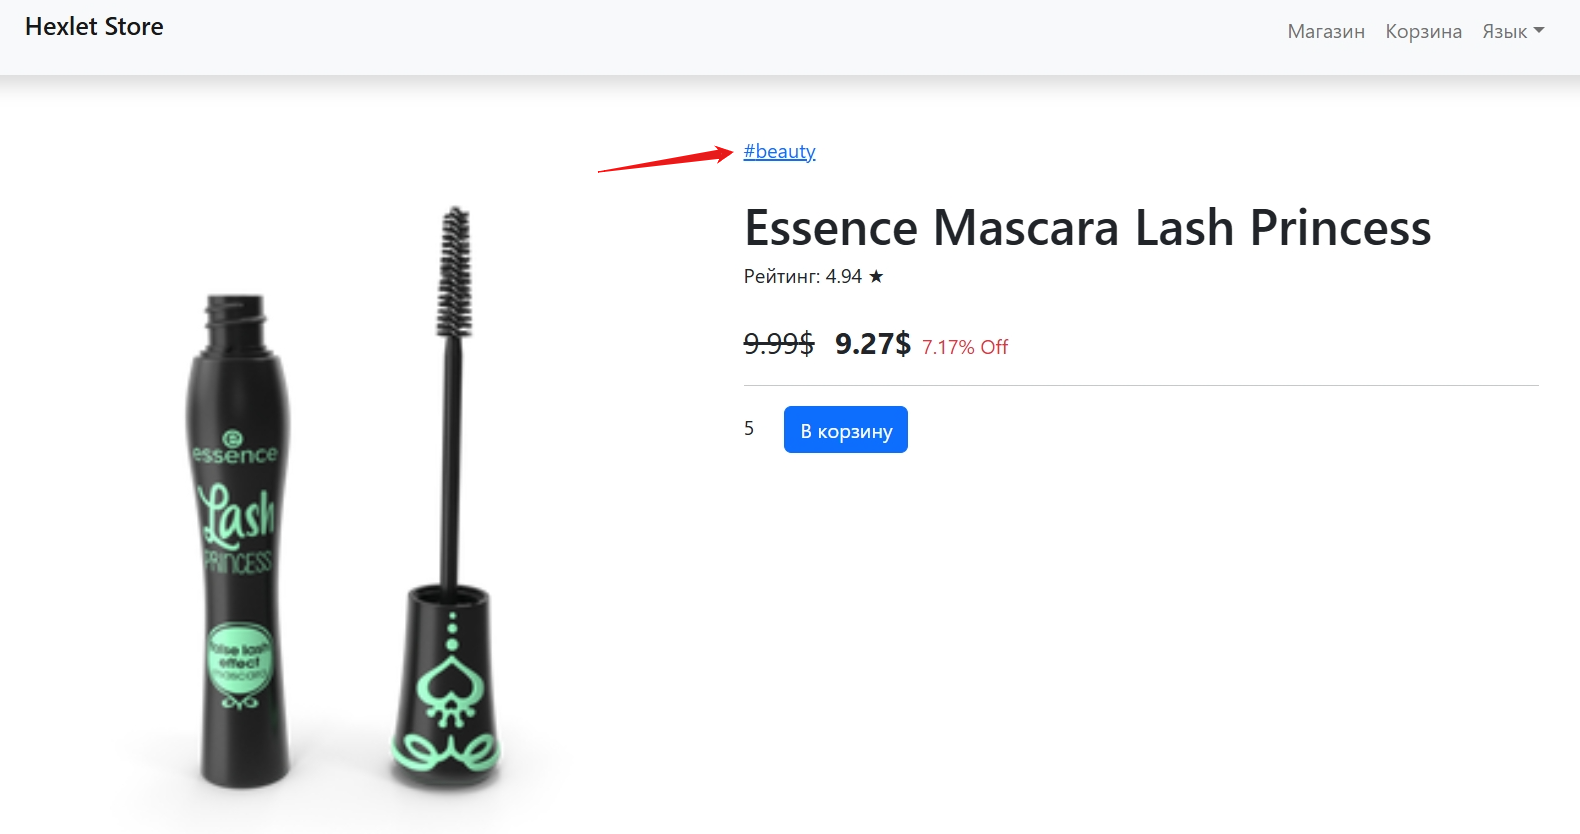 Hexlet Store
Магазин Корзина Язык
#beauty
Essence Mascara Lash Princess
Рейтинг: 4.94 ★
9.99$ 9.27$ 7.17% Off
5 В корзину
essence
Lash
PRINCESS
false lash
effect
mascara